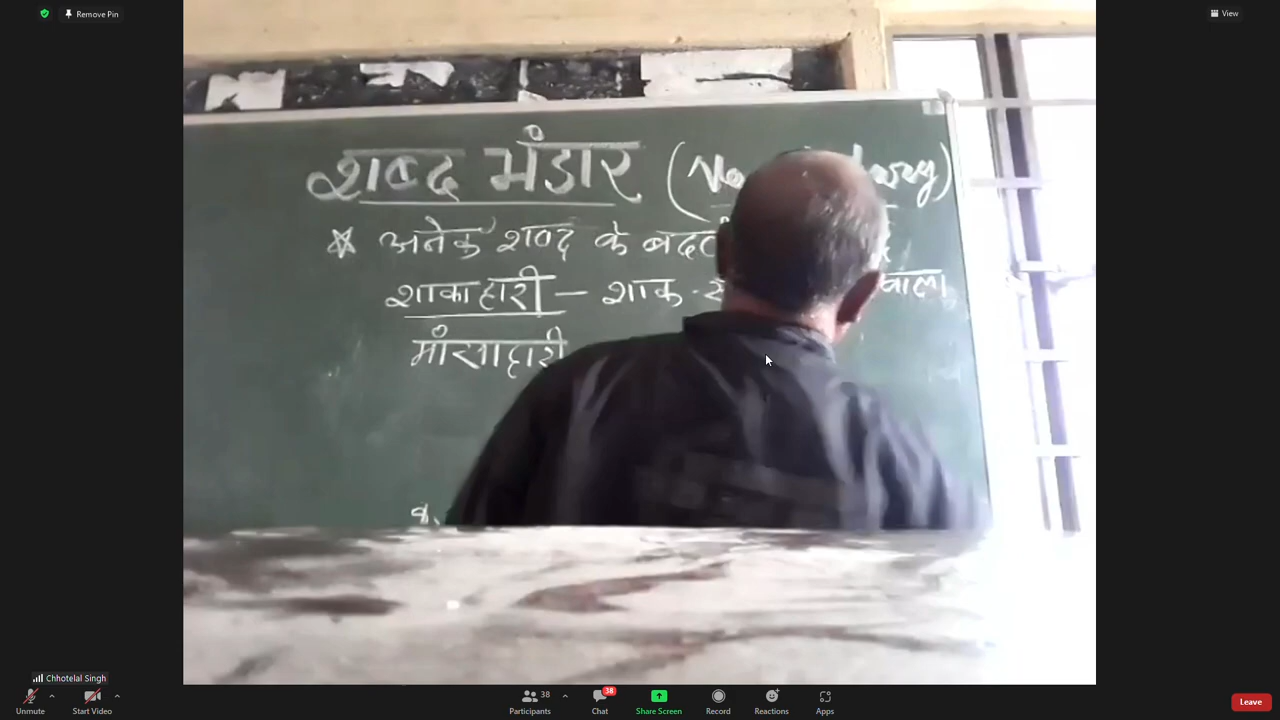 Remove Pin
View
शब्द भंडार (
★ अनेक शब्द के
शाकाहारी — शाक - वाला
मांसाहारी
8.
Chhotelal Singh
38
38
Unmute
Start Video
Participants
Chat
Share Screen
Record
Reactions
Apps
Leave